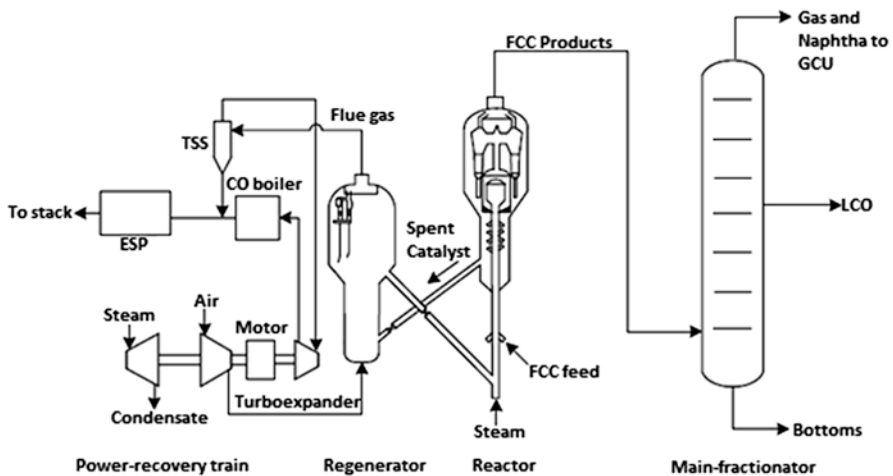 FCC Products
Gas and
Naphtha to
GCU
Flue gas
TSS
CO boiler
To stack
ESP
Spent
Catalyst
LCO
Steam
Air
Motor
FCC feed
Condensate
Turboexpander
Steam
Bottoms
Power-recovery train
Regenerator
Reactor
Main-fractionator